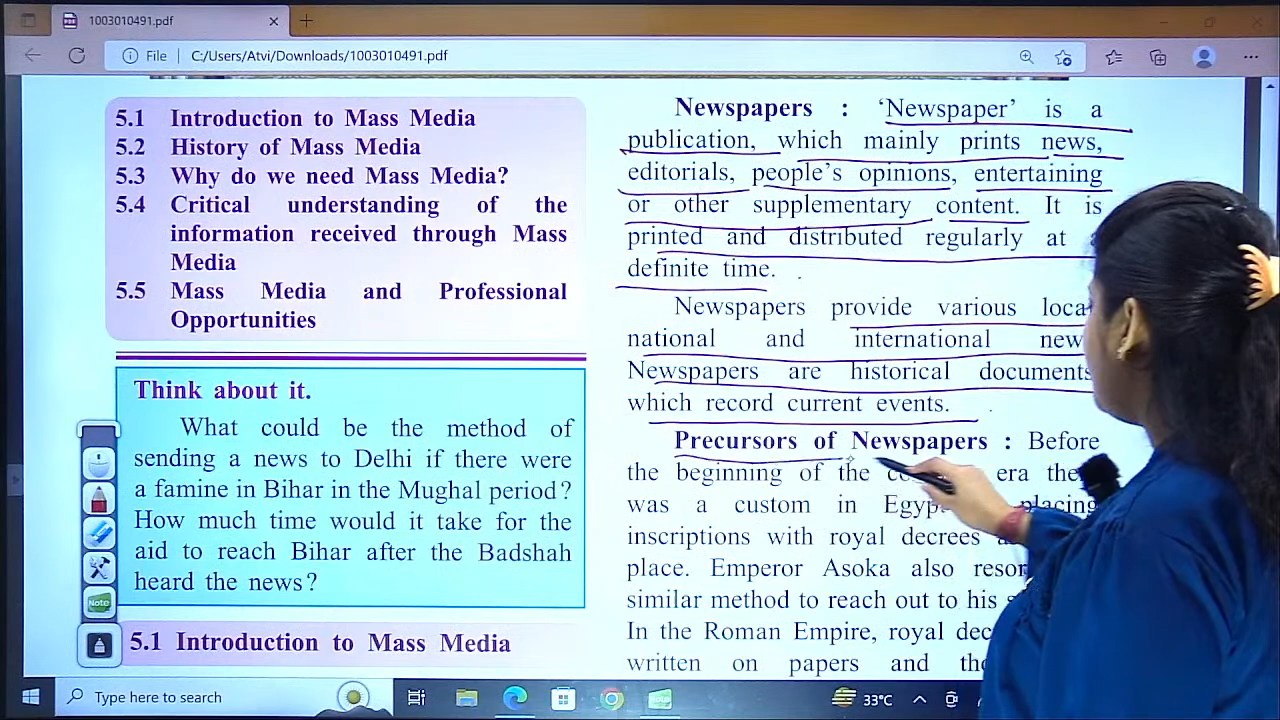 1003010491.pdf
File C:/Users/Atvi/Downloads/1003010491.pdf
5.1 Introduction to Mass Media
5.2 History of Mass Media
5.3 Why do we need Mass Media?
5.4 Critical understanding of the
information received through Mass
Media
5.5 Mass Media and Professional
Opportunities
Think about it.
What could be the method of
sending a news to Delhi if there were
a famine in Bihar in the Mughal period?
How much time would it take for the
aid to reach Bihar after the Badshah
heard the news?
5.1 Introduction to Mass Media
Newspapers : ‘Newspaper’ is a
publication, which mainly prints news,
editorials, people’s opinions, entertaining
or other supplementary content. It is
printed and distributed regularly at
definite time.
Newspapers provide various
national and international
Newspapers are historical documents
which record current events.
Precursors of Newspapers : Before
the beginning of the era
was a custom in placing
inscriptions with royal decrees
place. Emperor Asoka also
similar method to reach out to his
In the Roman Empire, royal
written on papers and
Note
Type here to search
33°C